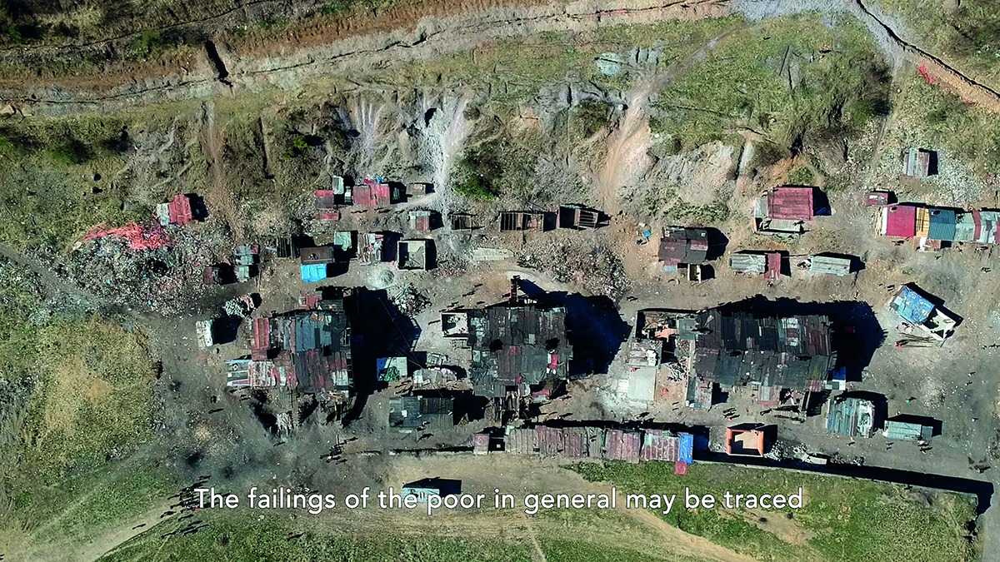 The failings of the poor in general may be traced